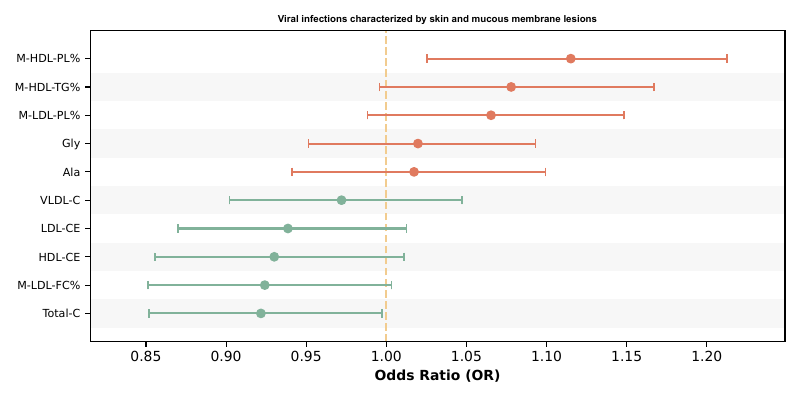 Viral infections characterized by skin and mucous membrane lesions
M-HDL-PL%
M-HDL-TG%
M-LDL-PL%
Gly
Ala
VLDL-C
LDL-CE
HDL-CE
M-LDL-FC%
Total-C
0.85 0.90 0.95 1.00 1.05 1.10 1.15 1.20
Odds Ratio (OR)